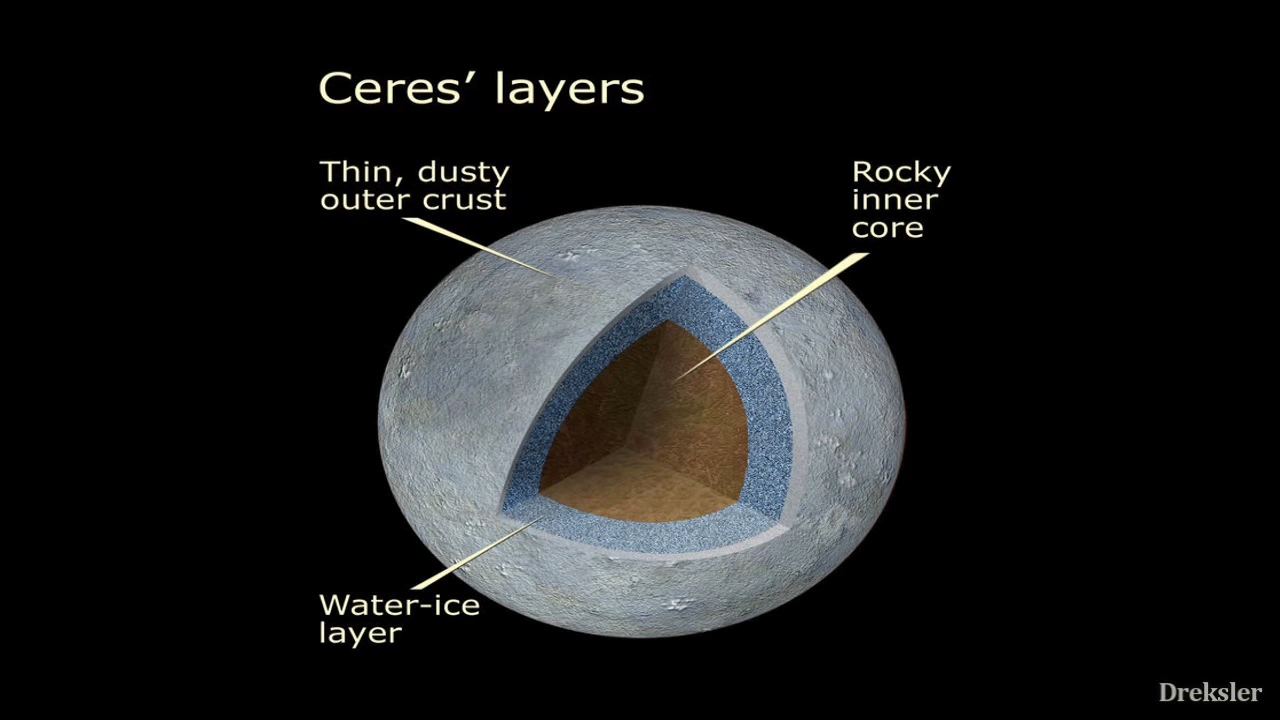 Ceres’ layers
Thin, dusty
outer crust
Rocky
inner
core
Water-ice
layer
Dreksler